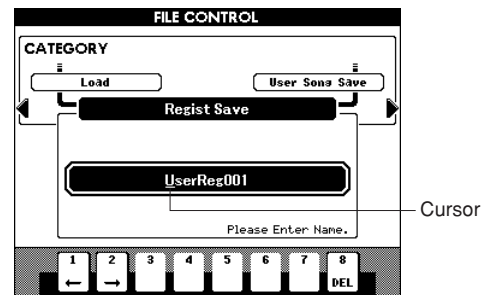 FILE CONTROL
CATEGORY
Load User Song Save
Regist Save
UserReg001
Cursor
Please Enter Name.
1 2 3 4 5 6 7 8
← → DEL